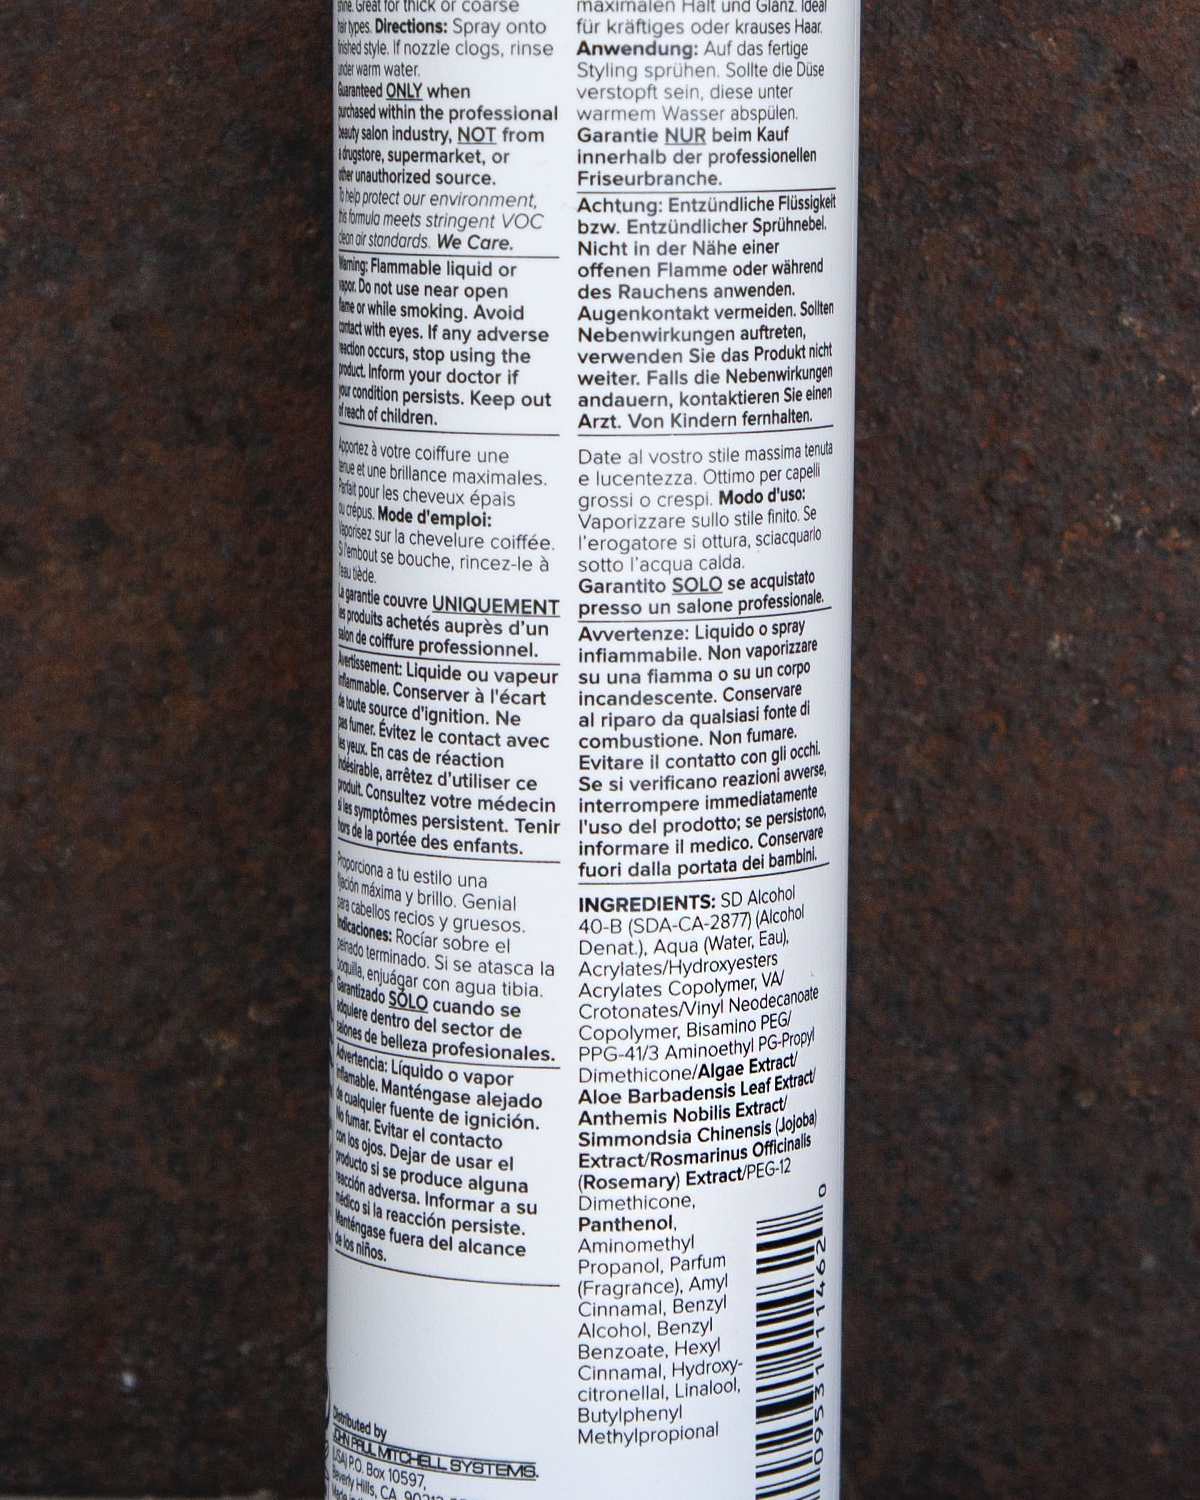 shine. Great for thick or coarse
hair types. Directions: Spray onto
finished style. If nozzle clogs, rinse
under warm water.
Guaranteed ONLY when
purchased within the professional
beauty salon industry, NOT from
a drugstore, supermarket, or
other unauthorized source.
To help protect our environment,
this formula meets stringent VOC
clean air standards. We Care.
Warning: Flammable liquid or
vapor. Do not use near open
flame or while smoking. Avoid
contact with eyes. If any adverse
reaction occurs, stop using the
product. Inform your doctor if
your condition persists. Keep out
of reach of children.
Apportez à votre coiffure une
tenue et une brillance maximales.
Parfait pour les cheveux épais
ou crépus. Mode d'emploi:
Vaporisez sur la chevelure coiffée.
Si l'embout se bouche, rincez-le à
l'eau tiède.
La garantie couvre UNIQUEMENT
les produits achetés auprès d'un
salon de coiffure professionnel.
Avertissement: Liquide ou vapeur
inflammable. Conserver à l'écart
de toute source d'ignition. Ne
pas fumer. Évitez le contact avec
les yeux. En cas de réaction
indésirable, arrêtez d'utiliser ce
produit. Consultez votre médecin
si les symptômes persistent. Tenir
hors de la portée des enfants.
Proporciona a tu estilo una
fijación máxima y brillo. Genial
para cabellos recios y gruesos.
Indicaciones: Rocíar sobre el
peinado terminado. Si se atasca la
boquilla, enjuágar con agua tibia.
Garantizado SÓLO cuando se
adquiere dentro del sector de
salones de belleza profesionales.
Advertencia: Líquido o vapor
inflamable. Manténgase alejado
de cualquier fuente de ignición.
No fumar. Evitar el contacto
con los ojos. Dejar de usar el
producto si se produce alguna
reacción adversa. Informar a su
médico si la reacción persiste.
Manténgase fuera del alcance
de los niños.
Distributed by
JOHN PAUL MITCHELL SYSTEMS.
(USA) P.O. Box 10597,
Beverly Hills, CA
maximalen Halt und Glanz. Ideal
für kräftiges oder krauses Haar.
Anwendung: Auf das fertige
Styling sprühen. Sollte die Düse
verstopft sein, diese unter
warmem Wasser abspülen.
Garantie NUR beim Kauf
innerhalb der professionellen
Friseurbranche.
Achtung: Entzündliche Flüssigkeit
bzw. Entzündlicher Sprühnebel.
Nicht in der Nähe einer
offenen Flamme oder während
des Rauchens anwenden.
Augenkontakt vermeiden. Sollten
Nebenwirkungen auftreten,
verwenden Sie das Produkt nicht
weiter. Falls die Nebenwirkungen
andauern, kontaktieren Sie einen
Arzt. Von Kindern fernhalten.
Date al vostro stile massima tenuta
e lucentezza. Ottimo per capelli
grossi o crespi. Modo d'uso:
Vaporizzare sullo stile finito. Se
l'erogatore si ottura, sciacquarlo
sotto l'acqua calda.
Garantito SOLO se acquistato
presso un salone professionale.
Avvertenze: Liquido o spray
infiammabile. Non vaporizzare
su una fiamma o su un corpo
incandescente. Conservare
al riparo da qualsiasi fonte di
combustione. Non fumare.
Evitare il contatto con gli occhi.
Se si verificano reazioni avverse,
interrompere immediatamente
l'uso del prodotto; se persistono,
informare il medico. Conservare
fuori dalla portata dei bambini.
INGREDIENTS: SD Alcohol
40-B (SDA-CA-2877) (Alcohol
Denat.), Aqua (Water, Eau),
Acrylates/Hydroxyesters
Acrylates Copolymer, VA/
Crotonates/Vinyl Neodecanoate
Copolymer, Bisamino PEG/
PPG-41/3 Aminoethyl PG-Propyl
Dimethicone/Algae Extract/
Aloe Barbadensis Leaf Extract/
Anthemis Nobilis Extract/
Simmondsia Chinensis (Jojoba)
Extract/Rosmarinus Officinalis
(Rosemary) Extract/PEG-12
Dimethicone,
Panthenol,
Aminomethyl
Propanol, Parfum
(Fragrance), Amyl
Cinnamal, Benzyl
Alcohol, Benzyl
Benzoate, Hexyl
Cinnamal, Hydroxy-
citronellal, Linalool,
Butylphenyl
Methylpropional
0 09531 11462 0